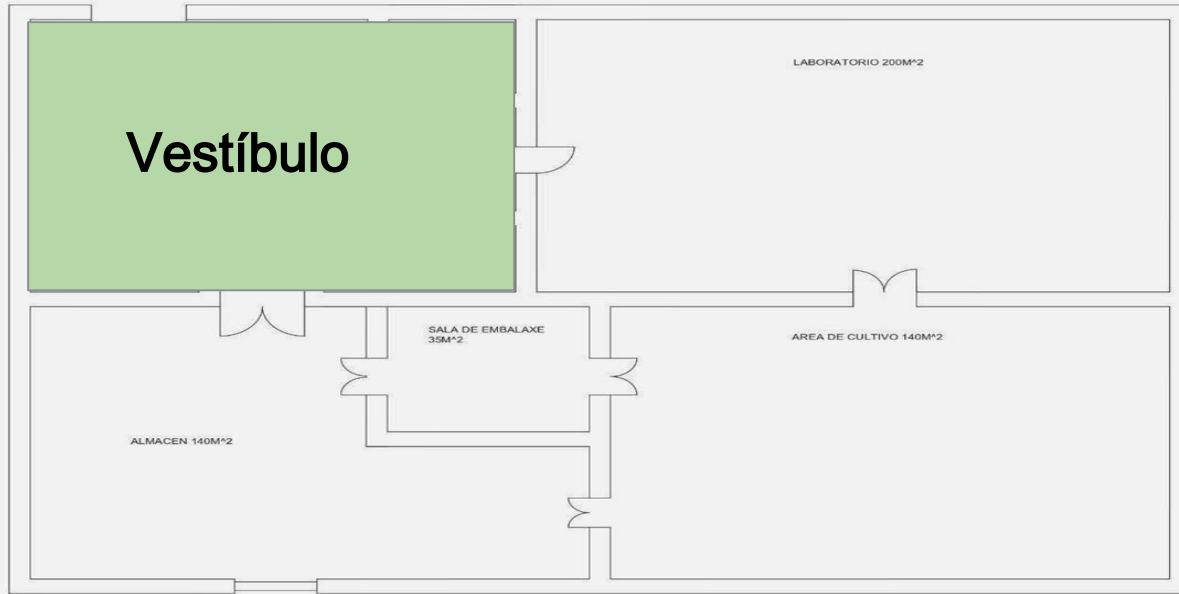 Vestíbulo
LABORATORIO 200M^2
SALA DE EMBALAXE
35M^2
AREA DE CULTIVO 140M^2
ALMACEN 140M^2